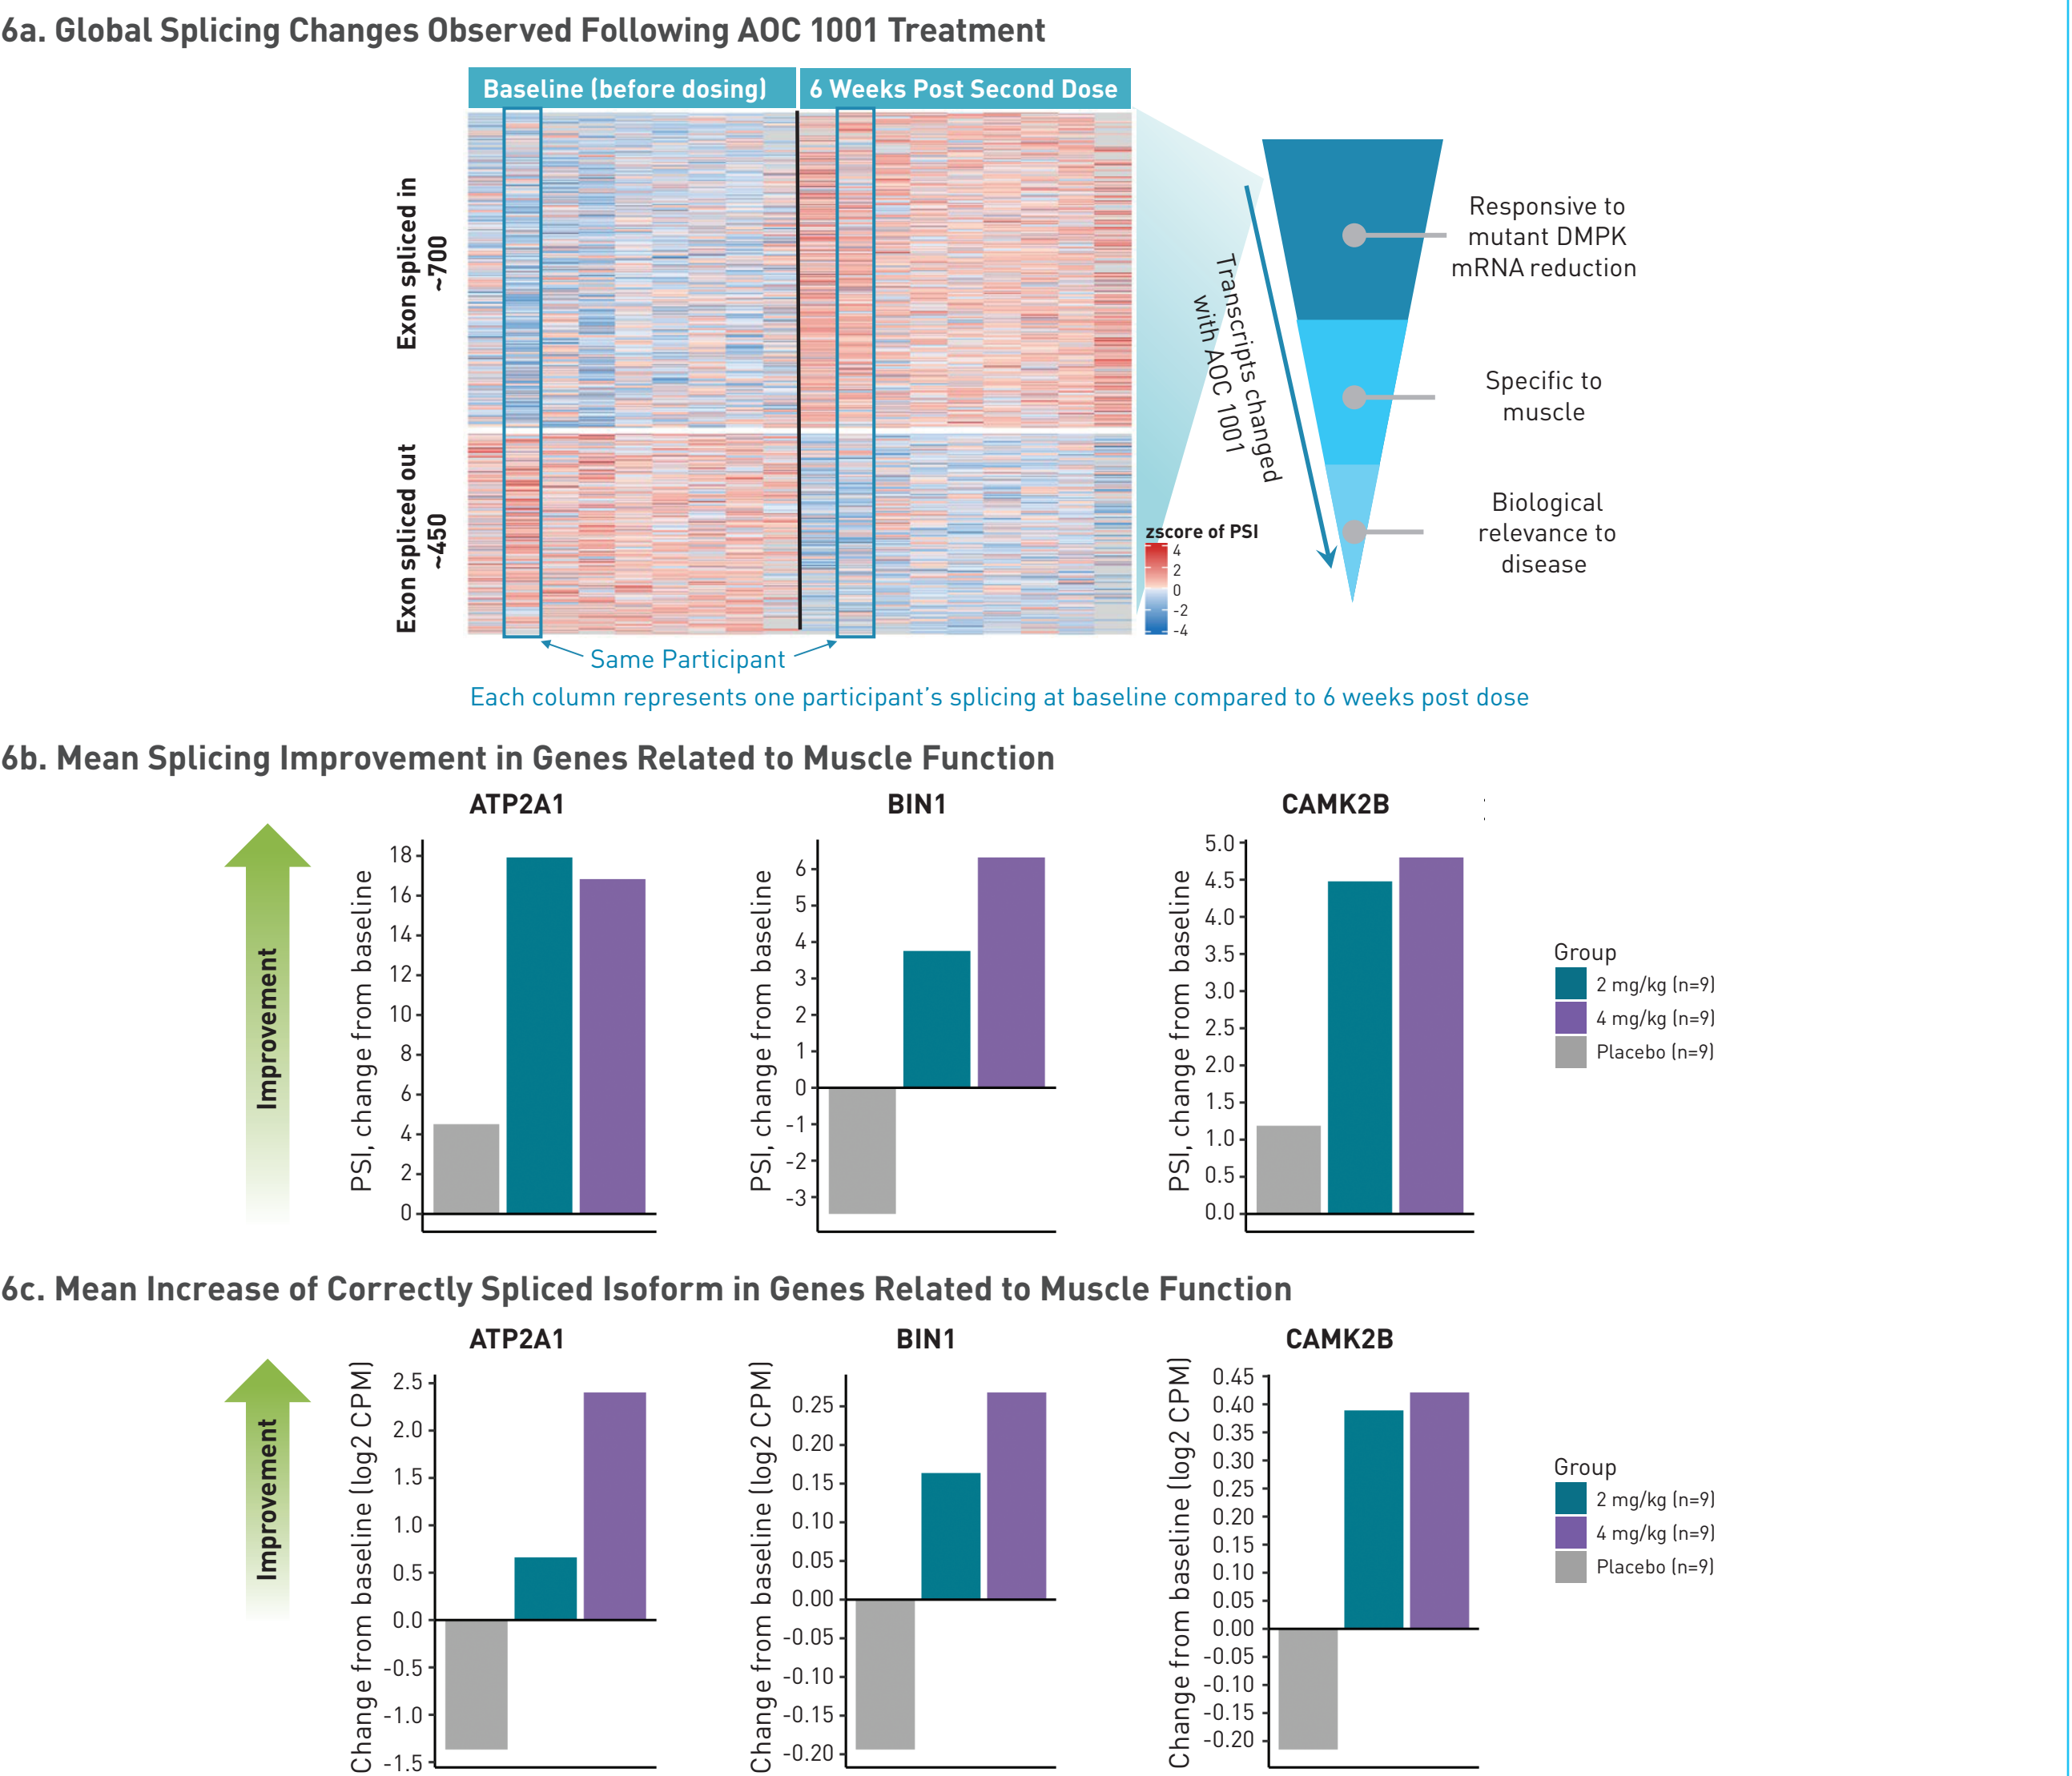 6a. Global Splicing Changes Observed Following AOC 1001 Treatment
Baseline (before dosing)
6 Weeks Post Second Dose
Exon spliced in
~700
Exon spliced out
~450
Transcripts changed
with AOC 1001
Responsive to
mutant DMPK
mRNA reduction
Specific to
muscle
Biological
relevance to
disease
zscore of PSI
4
2
0
-2
-4
Same Participant
Each column represents one participant’s splicing at baseline compared to 6 weeks post dose
6b. Mean Splicing Improvement in Genes Related to Muscle Function
Improvement
ATP2A1
PSI, change from baseline
18
16
14
12
10
8
6
4
2
0
BIN1
PSI, change from baseline
6
5
4
3
2
1
0
-1
-2
-3
CAMK2B
PSI, change from baseline
5.0
4.5
4.0
3.5
3.0
2.5
2.0
1.5
1.0
0.5
0.0
Group
2 mg/kg (n=9)
4 mg/kg (n=9)
Placebo (n=9)
6c. Mean Increase of Correctly Spliced Isoform in Genes Related to Muscle Function
Improvement
ATP2A1
Change from baseline (log2 CPM)
2.5
2.0
1.5
1.0
0.5
0.0
-0.5
-1.0
-1.5
BIN1
Change from baseline (log2 CPM)
0.25
0.20
0.15
0.10
0.05
0.00
-0.05
-0.10
-0.15
-0.20
CAMK2B
Change from baseline (log2 CPM)
0.45
0.40
0.35
0.30
0.25
0.20
0.15
0.10
0.05
0.00
-0.05
-0.10
-0.15
-0.20
Group
2 mg/kg (n=9)
4 mg/kg (n=9)
Placebo (n=9)